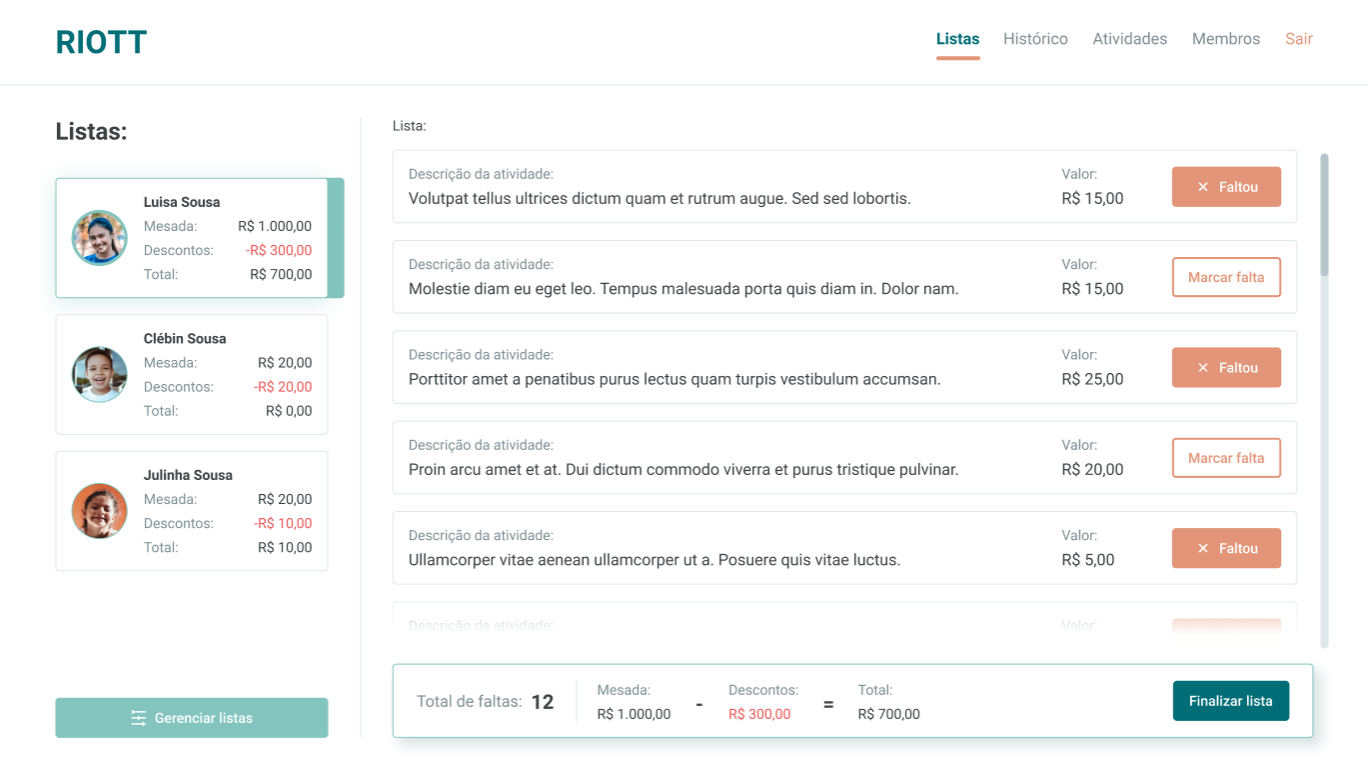 RIOTT
Listas Histórico Atividades Membros Sair
Listas:
Luisa Sousa
Mesada: R$ 1.000,00
Descontos: -R$ 300,00
Total: R$ 700,00
Clébin Sousa
Mesada: R$ 20,00
Descontos: -R$ 20,00
Total: R$ 0,00
Julinha Sousa
Mesada: R$ 20,00
Descontos: -R$ 10,00
Total: R$ 10,00
Gerenciar listas
Lista:
Descrição da atividade: Valor:
Volutpat tellus ultrices dictum quam et rutrum augue. Sed sed lobortis. R$ 15,00
× Faltou
Descrição da atividade: Valor:
Molestie diam eu eget leo. Tempus malesuada porta quis diam in. Dolor nam. R$ 15,00
Marcar falta
Descrição da atividade: Valor:
Porttitor amet a penatibus purus lectus quam turpis vestibulum accumsan. R$ 25,00
× Faltou
Descrição da atividade: Valor:
Proin arcu amet et at. Dui dictum commodo viverra et purus tristique pulvinar. R$ 20,00
Marcar falta
Descrição da atividade: Valor:
Ullamcorper vitae aenean ullamcorper ut a. Posuere quis vitae luctus. R$ 5,00
× Faltou
Descrição da atividade: Valor:
Total de faltas: 12
Mesada: Descontos: Total:
R$ 1.000,00 - R$ 300,00 = R$ 700,00
Finalizar lista